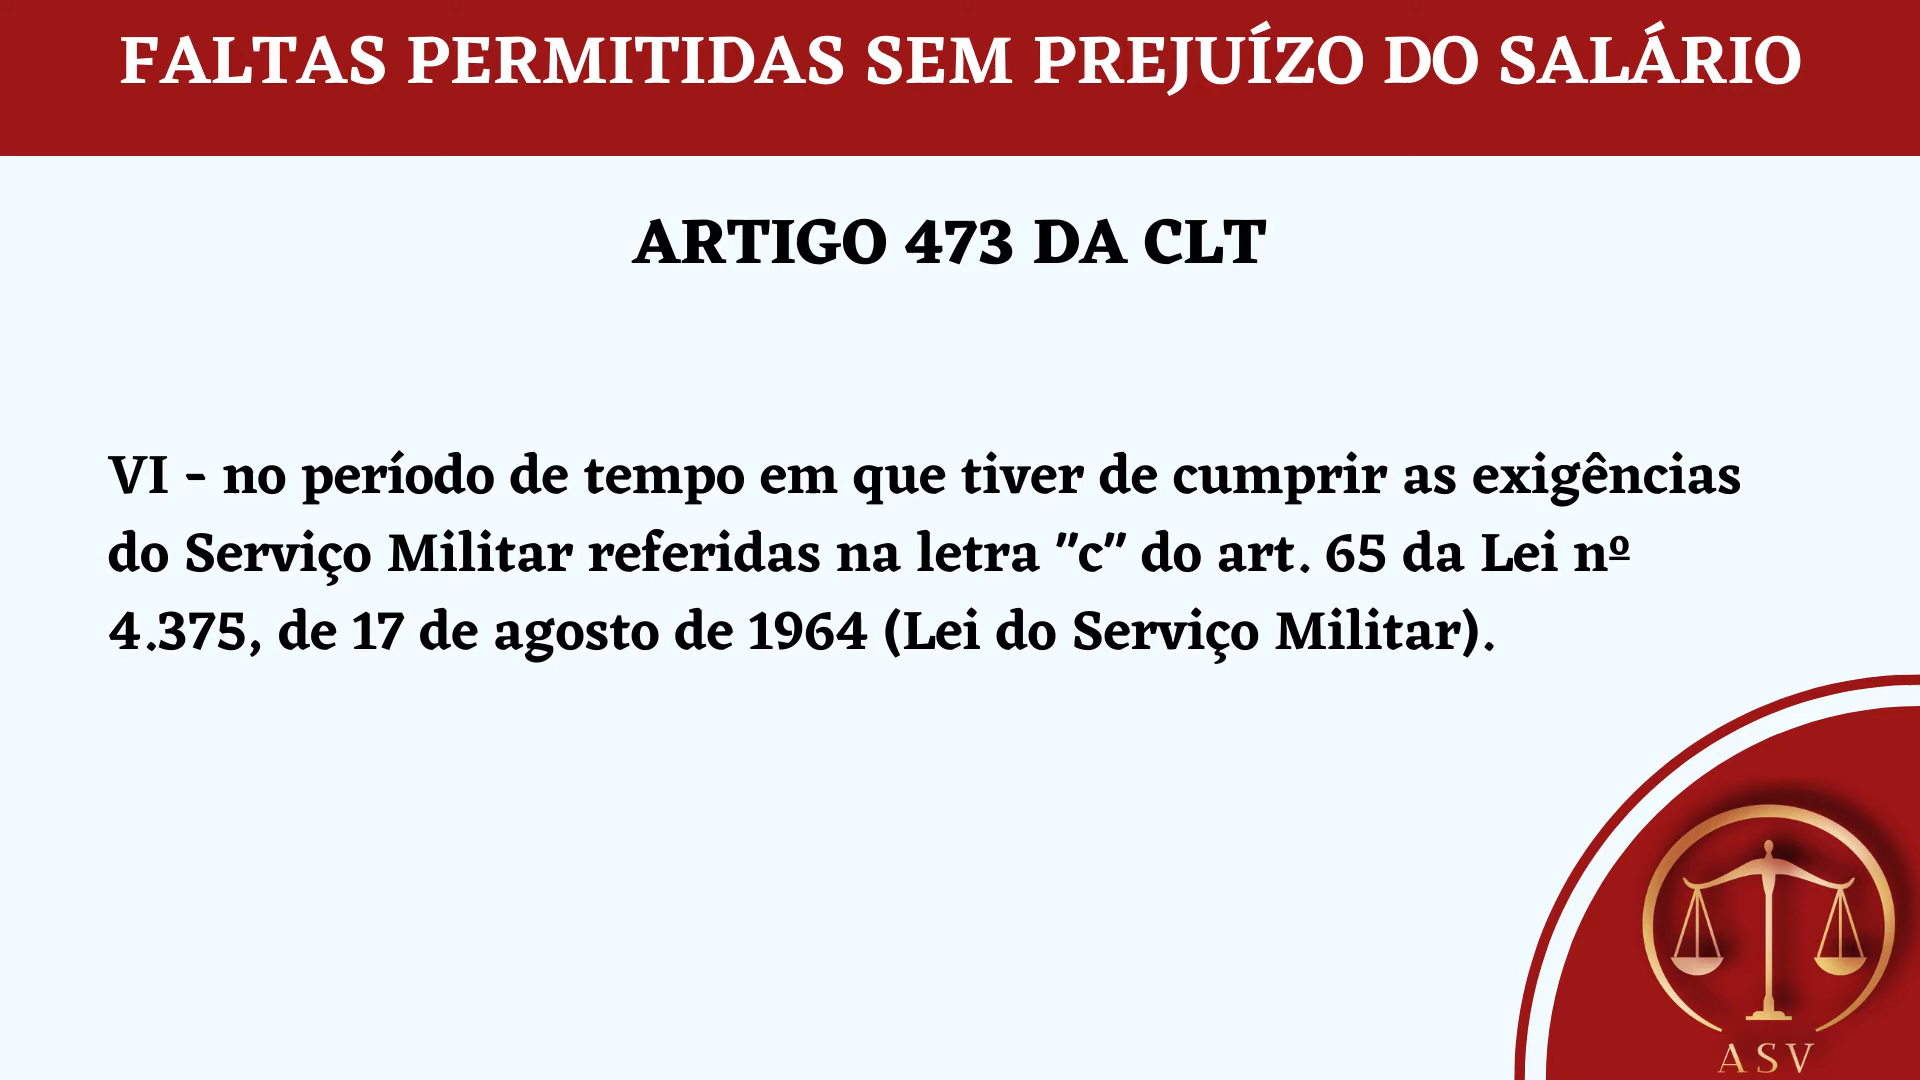 FALTAS PERMITIDAS SEM PREJUÍZO DO SALÁRIO
ARTIGO 473 DA CLT
VI - no período de tempo em que tiver de cumprir as exigências
do Serviço Militar referidas na letra "c" do art. 65 da Lei nº
4.375, de 17 de agosto de 1964 (Lei do Serviço Militar).
ASV